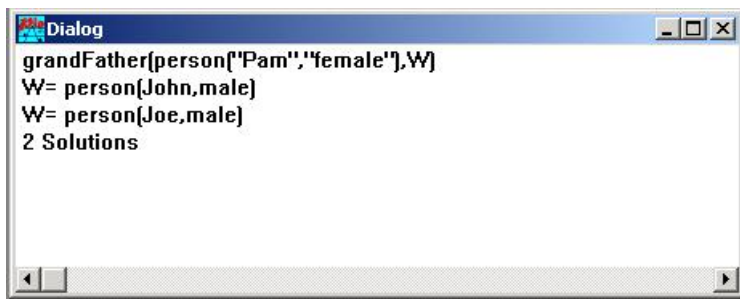 Dialog
grandFather(person("Pam","female"),W)
W= person(John,male)
W= person(Joe,male)
2 Solutions